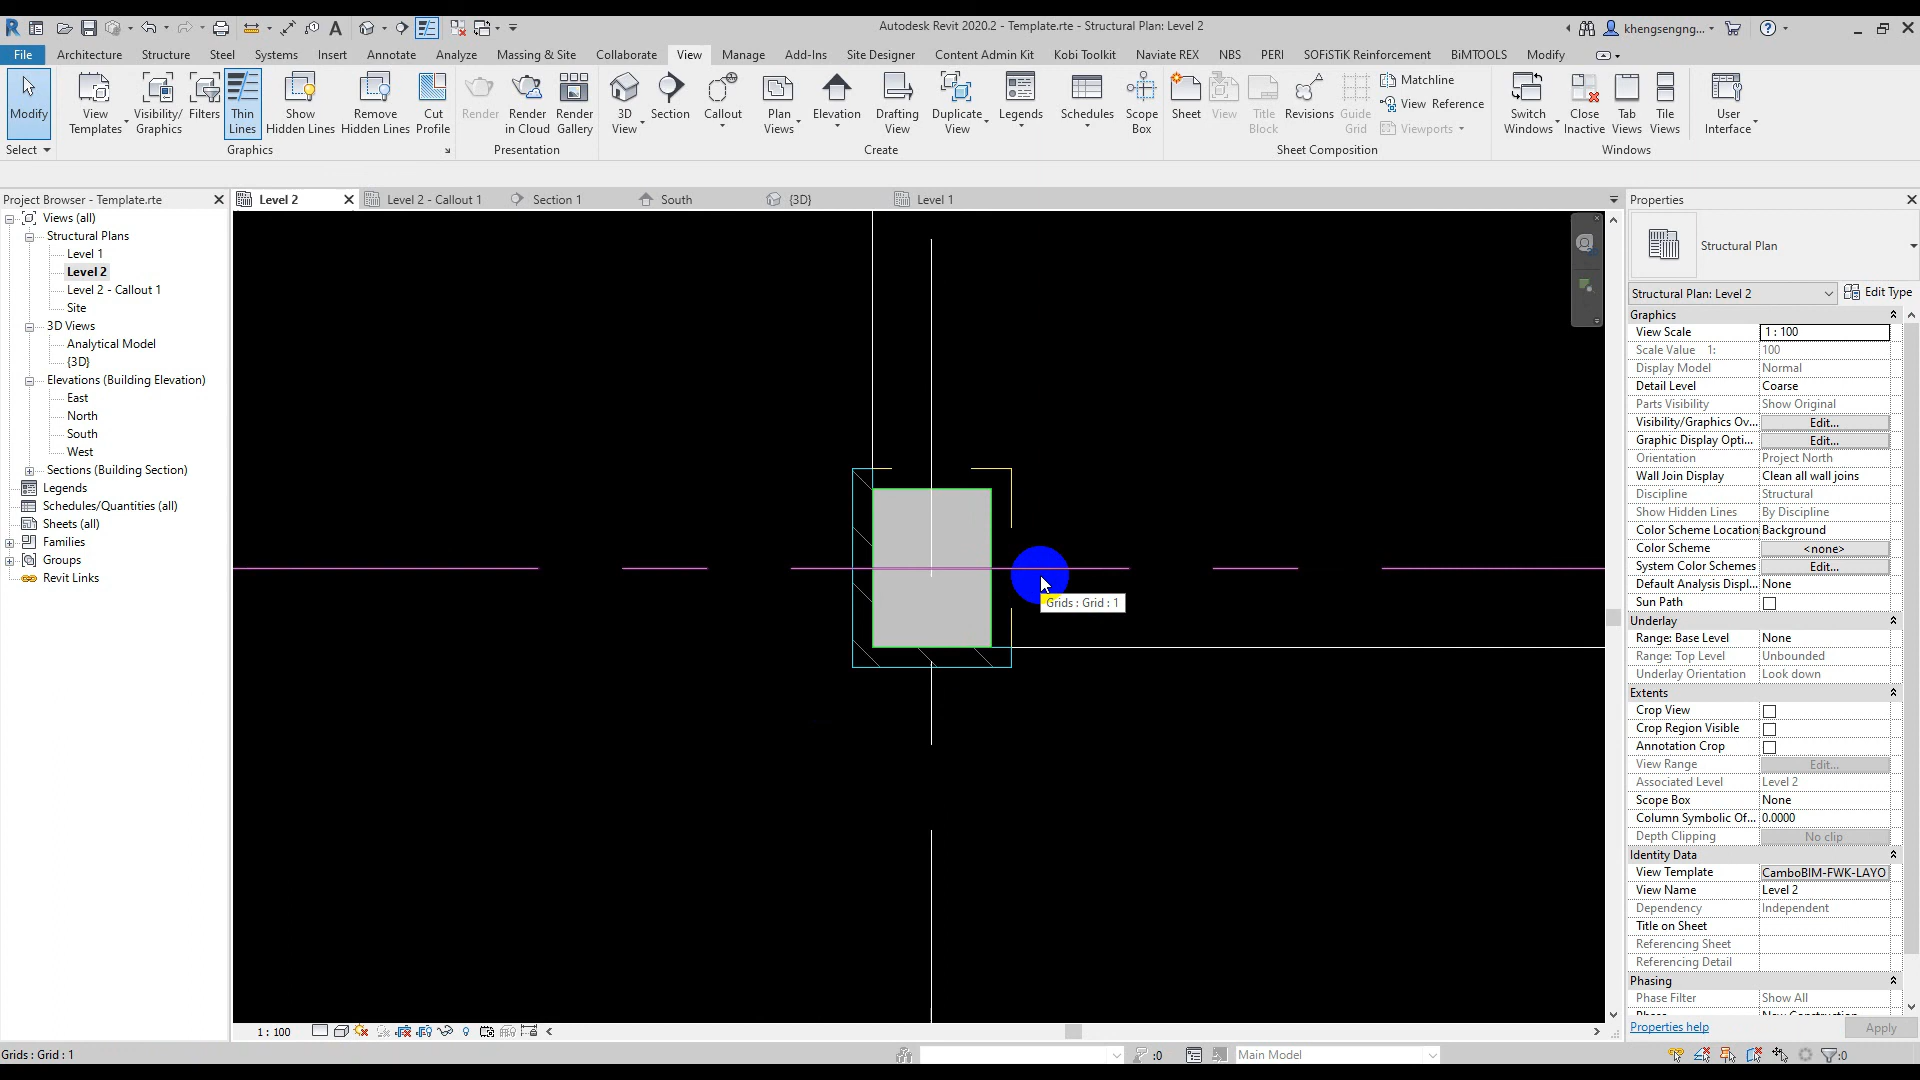 Autodesk Revit 2020.2 - Template.rte - Structural Plan: Level 2
khengsengng...
File Architecture Structure Steel Systems Insert Annotate Analyze Massing & Site Collaborate View Manage Add-Ins Site Designer Content Admin Kit Kobi Toolkit Naviate REX NBS PERI SOFiSTiK Reinforcement BiMTOOLS Modify
Modify
View Templates
Visibility/ Graphics
Filters
Thin Lines
Show Hidden Lines
Remove Hidden Lines
Cut Profile
Render
Render in Cloud
Render Gallery
3D View
Section
Callout
Plan Views
Elevation
Drafting View
Duplicate View
Legends
Schedules
Scope Box
Sheet
View
Title Block
Revisions
Guide Grid
Matchline
View Reference
Viewports
Switch Windows
Close Inactive
Tab Views
Tile Views
User Interface
Select Graphics Presentation Create Sheet Composition Windows
Project Browser - Template.rte
Views (all)
Structural Plans
Level 1
Level 2
Level 2 - Callout 1
Site
3D Views
Analytical Model
{3D}
Elevations (Building Elevation)
East
North
South
West
Sections (Building Section)
Legends
Schedules/Quantities (all)
Sheets (all)
Families
Groups
Revit Links
Level 2 Level 2 - Callout 1 Section 1 South {3D} Level 1
Grids : Grid : 1
Properties
Structural Plan
Structural Plan: Level 2 Edit Type
Graphics
View Scale 1 : 100
Scale Value 1: 100
Display Model Normal
Detail Level Coarse
Parts Visibility Show Original
Visibility/Graphics Ov... Edit...
Graphic Display Opti... Edit...
Orientation Project North
Wall Join Display Clean all wall joins
Discipline Structural
Show Hidden Lines By Discipline
Color Scheme Location Background
Color Scheme <none>
System Color Schemes Edit...
Default Analysis Displ... None
Sun Path
Underlay
Range: Base Level None
Range: Top Level Unbounded
Underlay Orientation Look down
Extents
Crop View
Crop Region Visible
Annotation Crop
View Range Edit...
Associated Level Level 2
Scope Box None
Column Symbolic Of... 0.0000
Depth Clipping No clip
Identity Data
View Template CamboBIM-FWK-LAYO
View Name Level 2
Dependency Independent
Title on Sheet
Referencing Sheet
Referencing Detail
Phasing
Phase Filter Show All
Properties help Apply
1 : 100
Grids : Grid : 1
:0
Main Model
:0